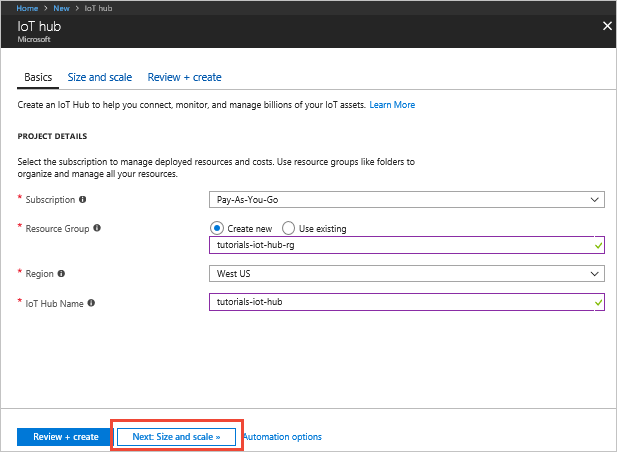 Home > New > IoT hub
IoT hub
Microsoft
Basics Size and scale Review + create
Create an IoT Hub to help you connect, monitor, and manage billions of your IoT assets. Learn More
PROJECT DETAILS
Select the subscription to manage deployed resources and costs. Use resource groups like folders to
organize and manage all your resources.
* Subscription Pay-As-You-Go
* Resource Group Create new Use existing
tutorials-iot-hub-rg
* Region West US
* IoT Hub Name tutorials-iot-hub
Review + create Next: Size and scale » Automation options